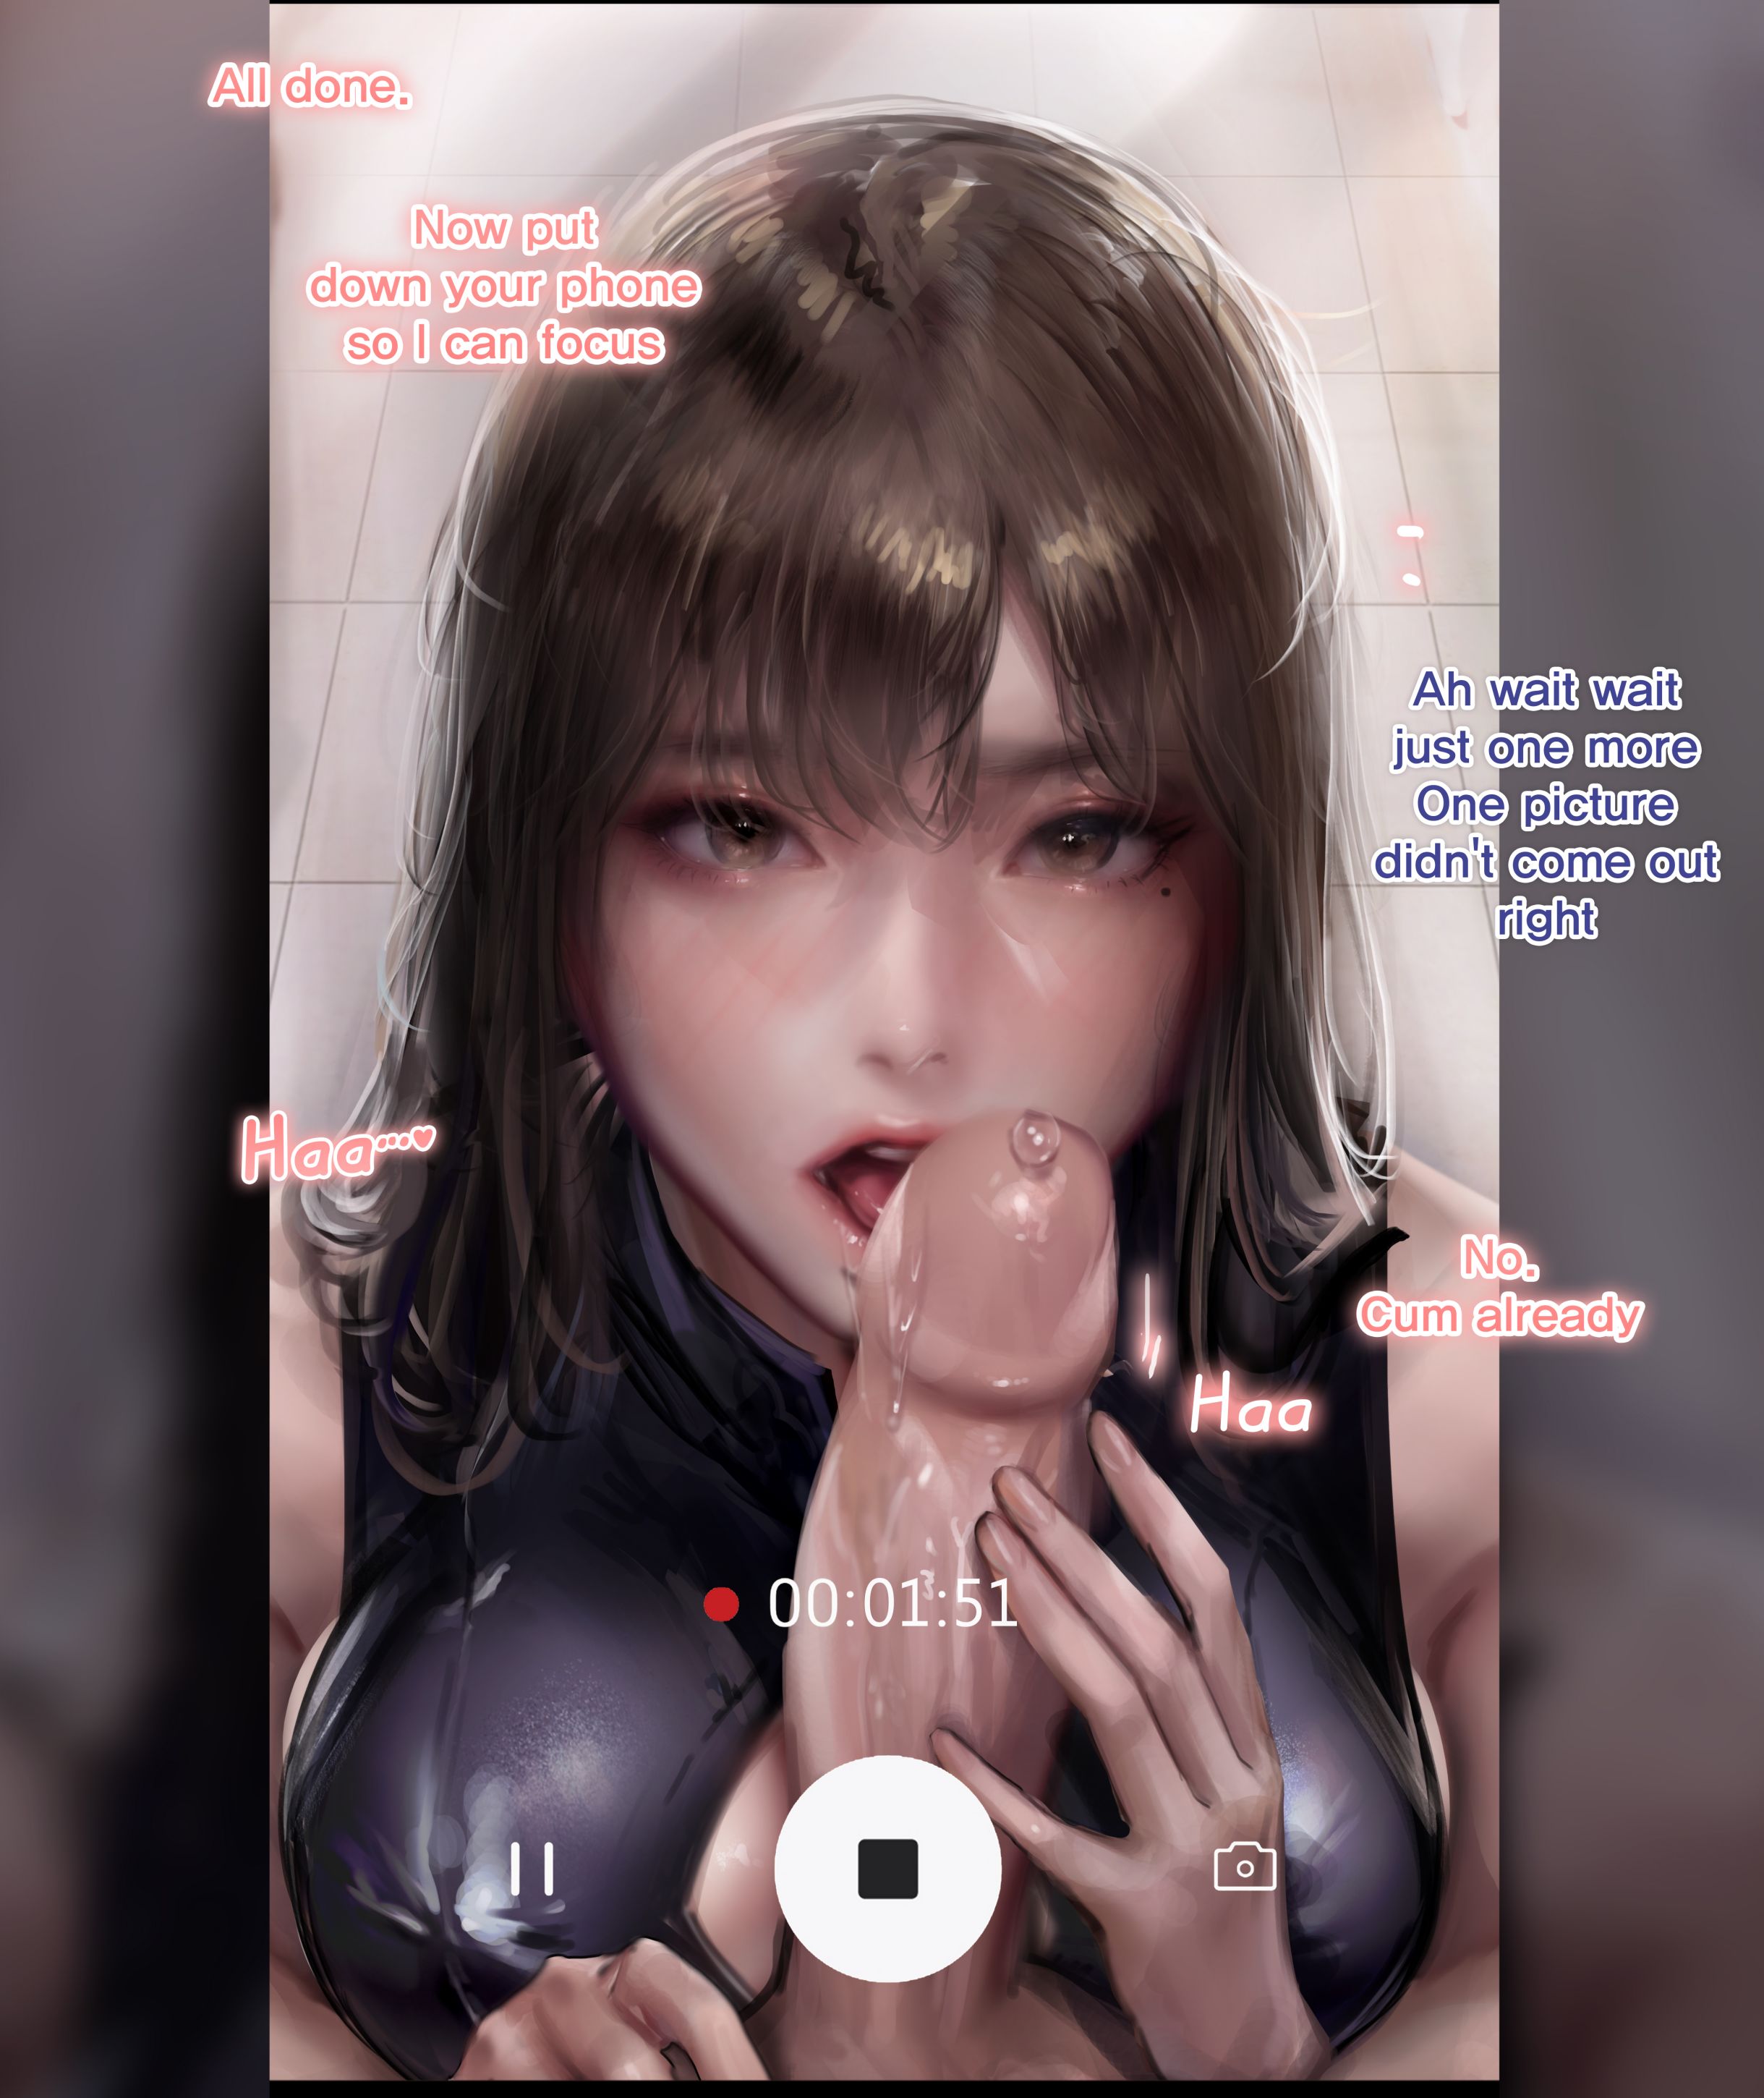 All done.
Now put
down your phone
so I can focus
Ah wait wait
just one more
One picture
didn't come out
right
Haa...♥
No.
Cum already
Haa
00:01:51